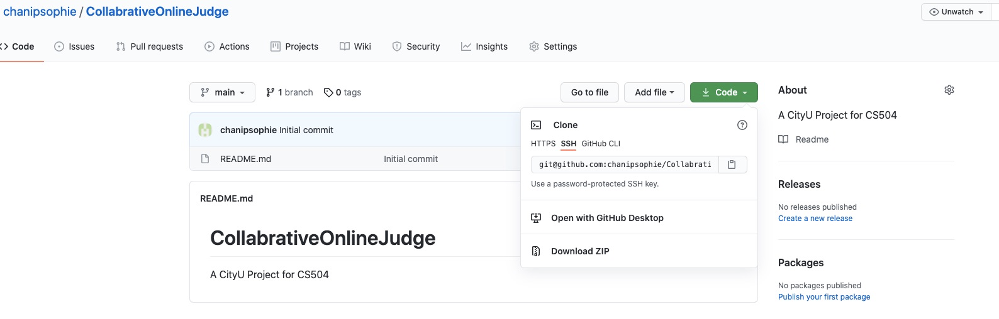 chanipsophie / CollabrativeOnlineJudge
Unwatch
Code Issues Pull requests Actions Projects Wiki Security Insights Settings
main 1 branch 0 tags
Go to file Add file Code
chanipsophie Initial commit
README.md Initial commit
README.md
CollabrativeOnlineJudge
A CityU Project for CS504
Clone
HTTPS SSH GitHub CLI
git@github.com:chanipsophie/Collabrati
Use a password-protected SSH key.
Open with GitHub Desktop
Download ZIP
About
A CityU Project for CS504
Readme
Releases
No releases published
Create a new release
Packages
No packages published
Publish your first package